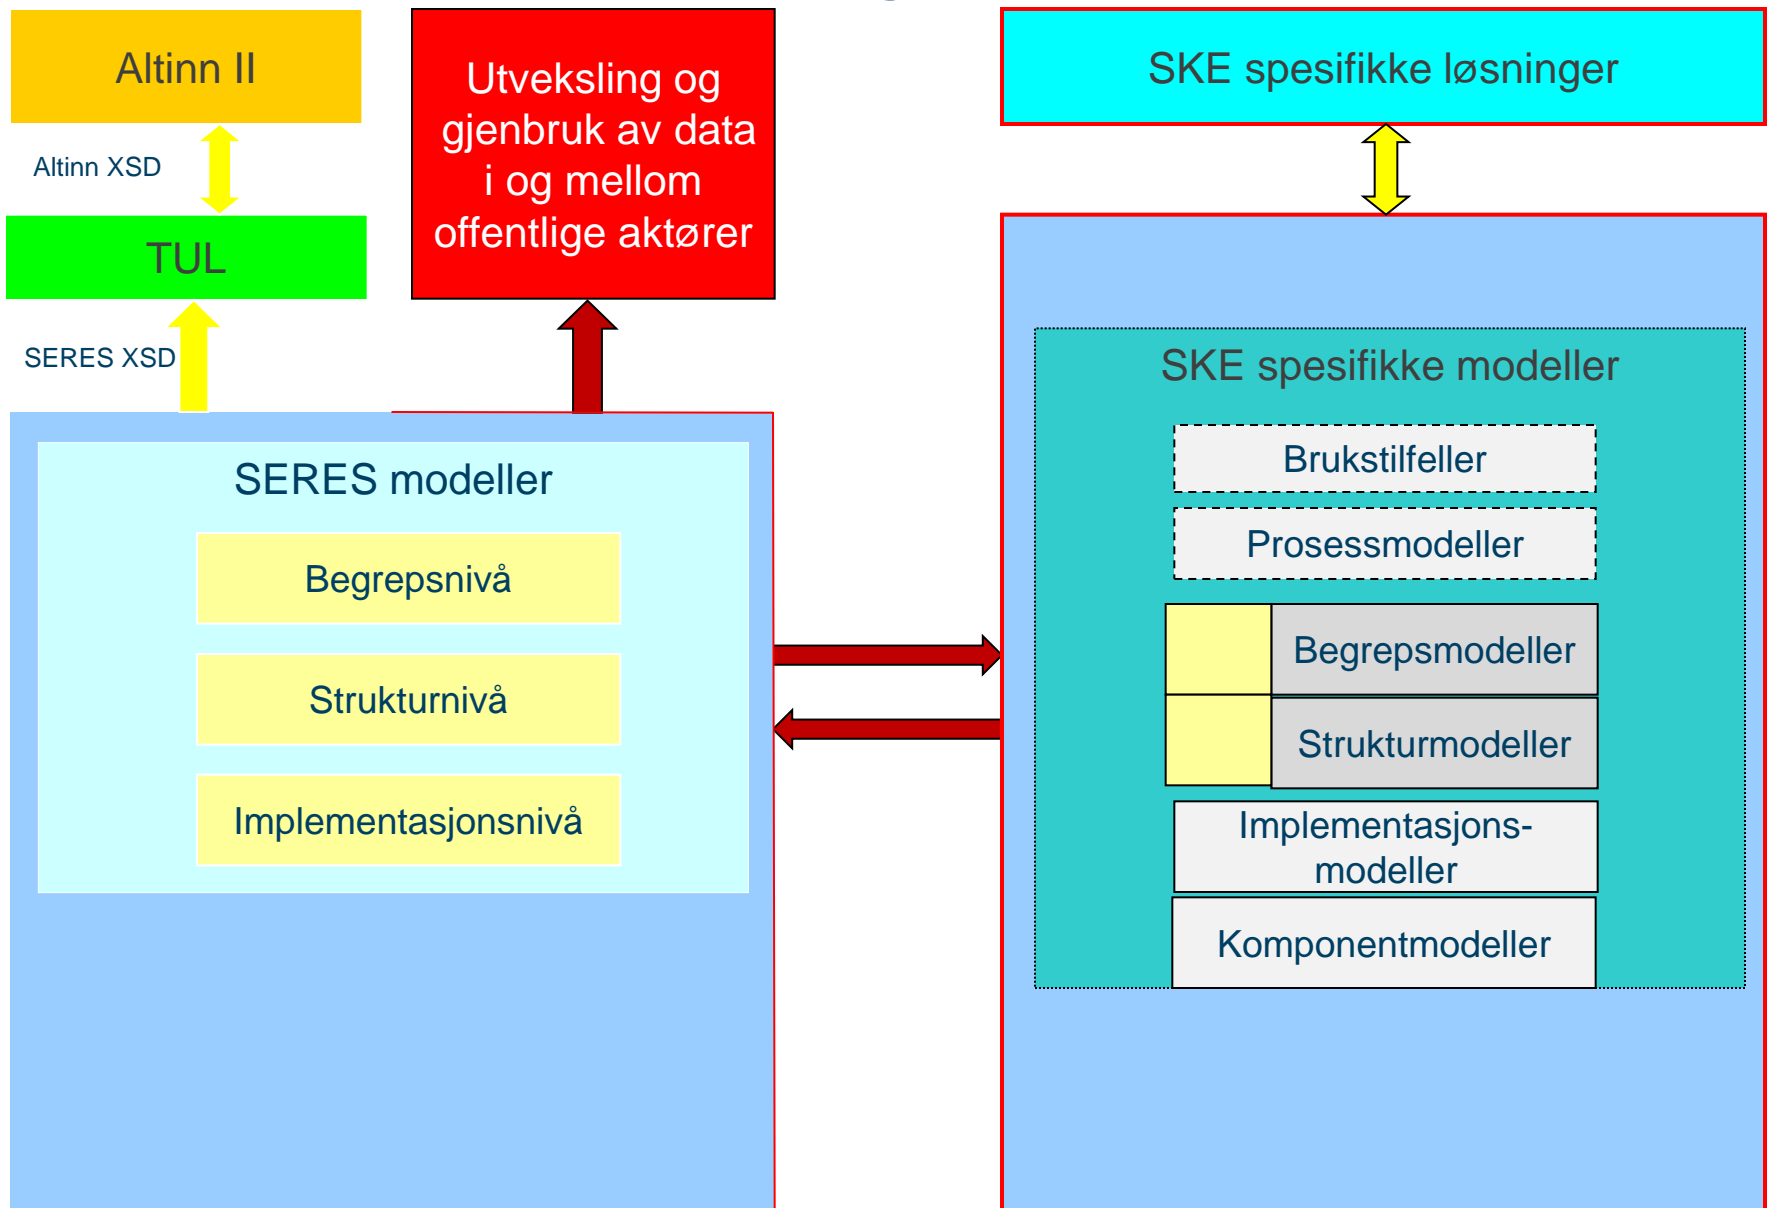 Altinn II
Altinn XSD
TUL
SERES XSD
Utveksling og
gjenbruk av data
i og mellom
offentlige aktører
SERES modeller
Begrepsnivå
Strukturnivå
Implementasjonsnivå
SKE spesifikke løsninger
SKE spesifikke modeller
Brukstilfeller
Prosessmodeller
Begrepsmodeller
Strukturmodeller
Implementasjons-
modeller
Komponentmodeller